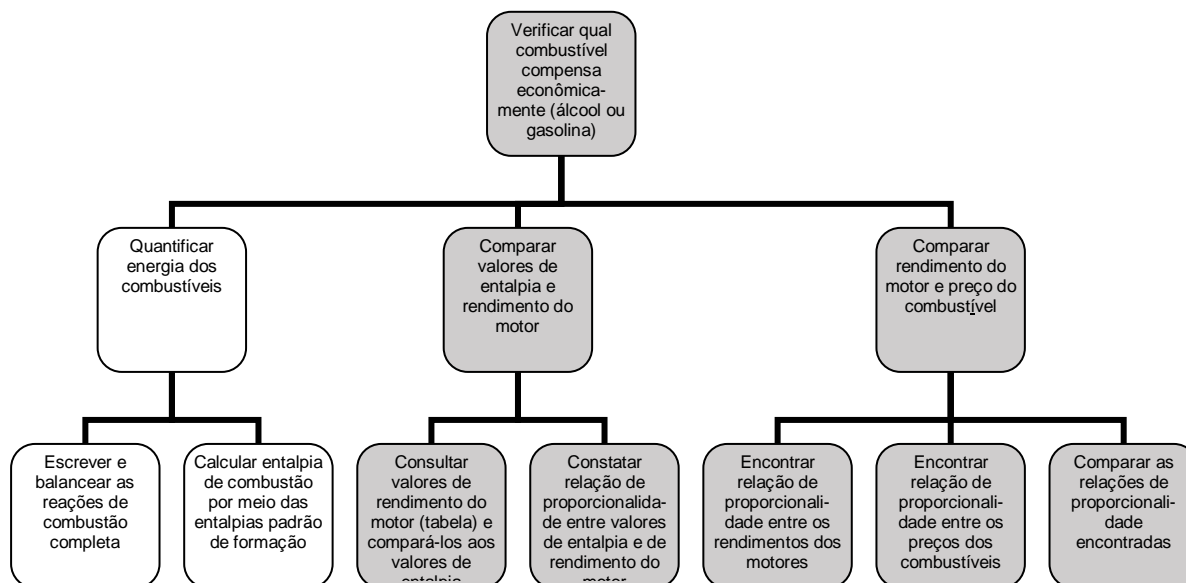 Verificar qual
combustível
compensa
econômica-
mente (álcool ou
gasolina)
Quantificar
energia dos
combustíveis
Comparar
valores de
entalpia e
rendimento do
motor
Comparar
rendimento do
motor e preço do
combustível
Escrever e
balancear as
reações de
combustão
completa
Calcular entalpia
de combustão
por meio das
entalpias padrão
de formação
Consultar
valores de
rendimento do
motor (tabela) e
compará-los aos
valores de
entalpia
Constatar
relação de
proporcionalida-
de entre valores
de entalpia e de
rendimento do
motor
Encontrar
relação de
proporcionali-
dade entre os
rendimentos dos
motores
Encontrar
relação de
proporcionali-
dade entre os
preços dos
combustíveis
Comparar as
relações de
proporcionali-
dade
encontradas